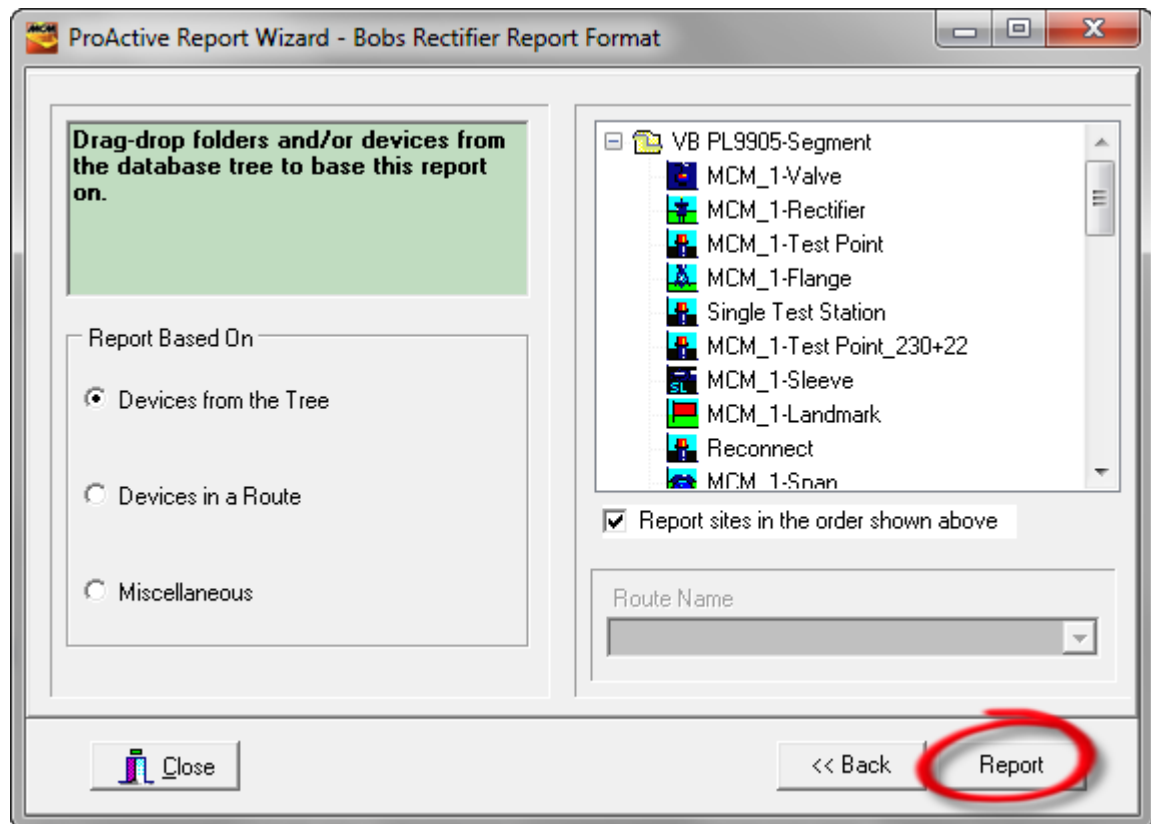 MCM
ProActive Report Wizard - Bobs Rectifier Report Format
Drag-drop folders and/or devices from
the database tree to base this report
on.
Report Based On
Devices from the Tree
Devices in a Route
Miscellaneous
VB PL9905-Segment
MCM_1-Valve
MCM_1-Rectifier
MCM_1-Test Point
MCM_1-Flange
Single Test Station
MCM_1-Test Point_230+22
SL
MCM_1-Sleeve
MCM_1-Landmark
Reconnect
MCM_1-Span
Report sites in the order shown above
Route Name
Close
<< Back
Report